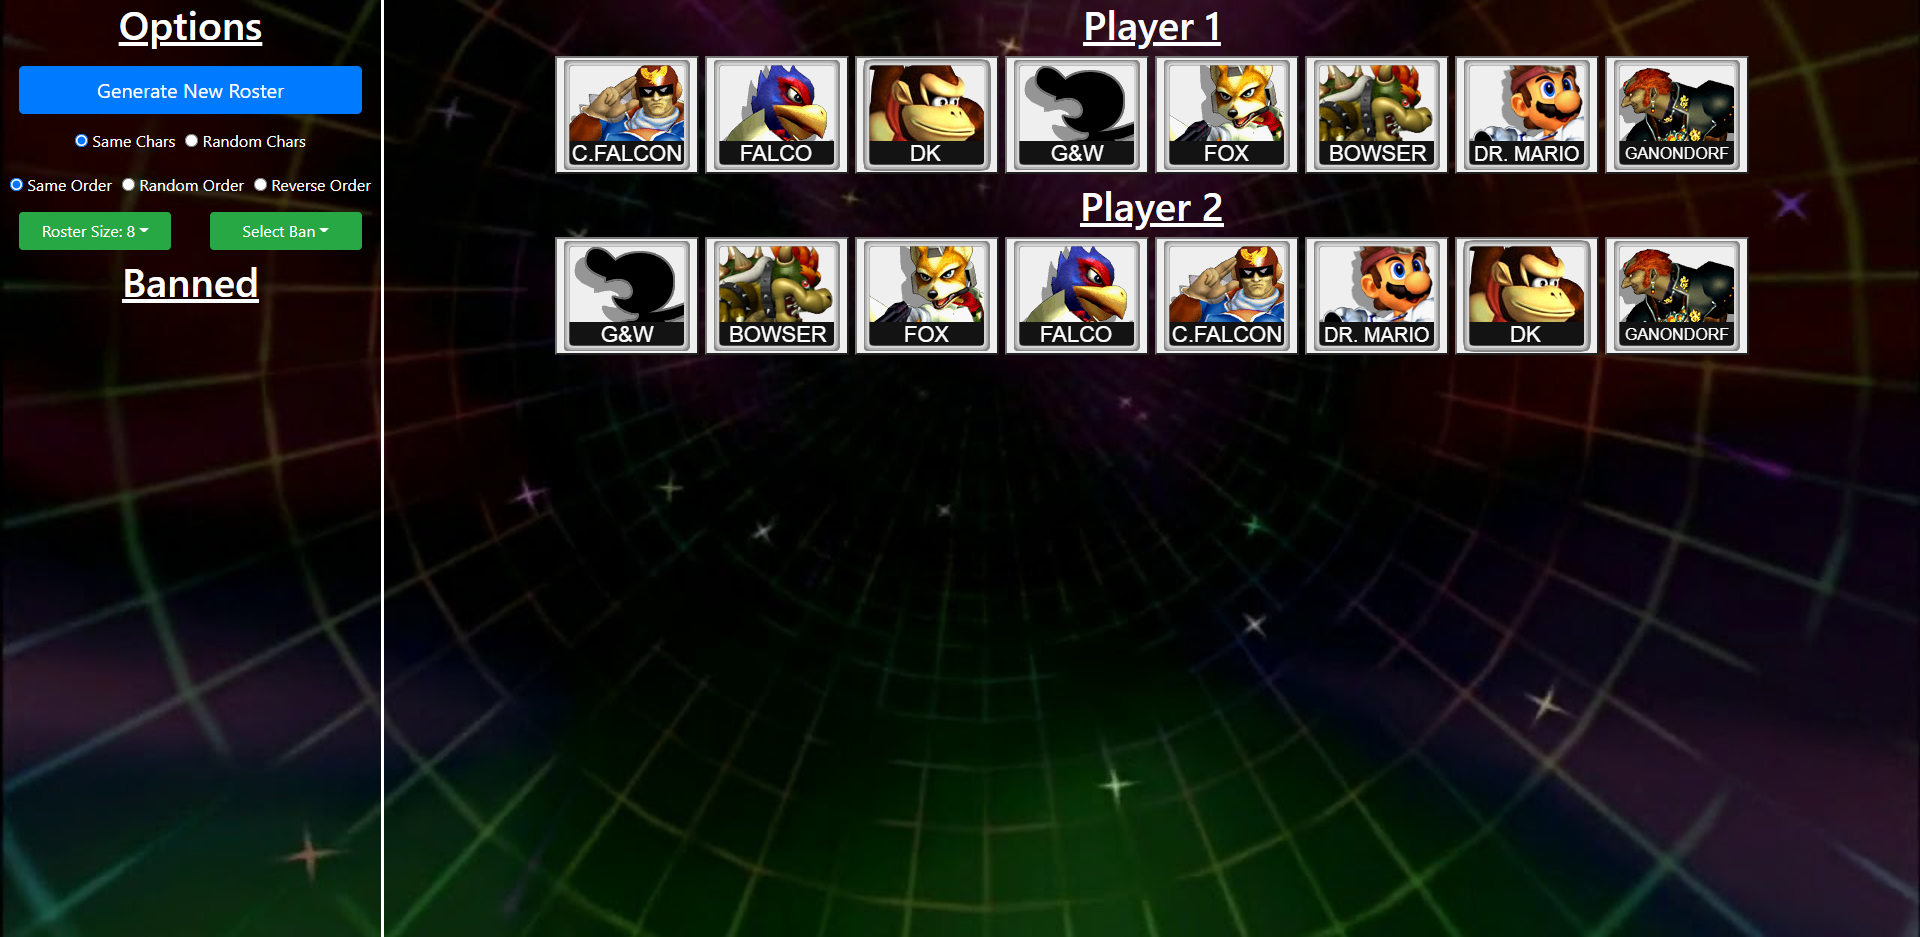 Options
Generate New Roster
Same Chars Random Chars
Same Order Random Order Reverse Order
Roster Size: 8 Select Ban
Banned
Player 1
C.FALCON FALCO DK G&W FOX BOWSER DR. MARIO GANONDORF
Player 2
G&W BOWSER FOX FALCO C.FALCON DR. MARIO DK GANONDORF